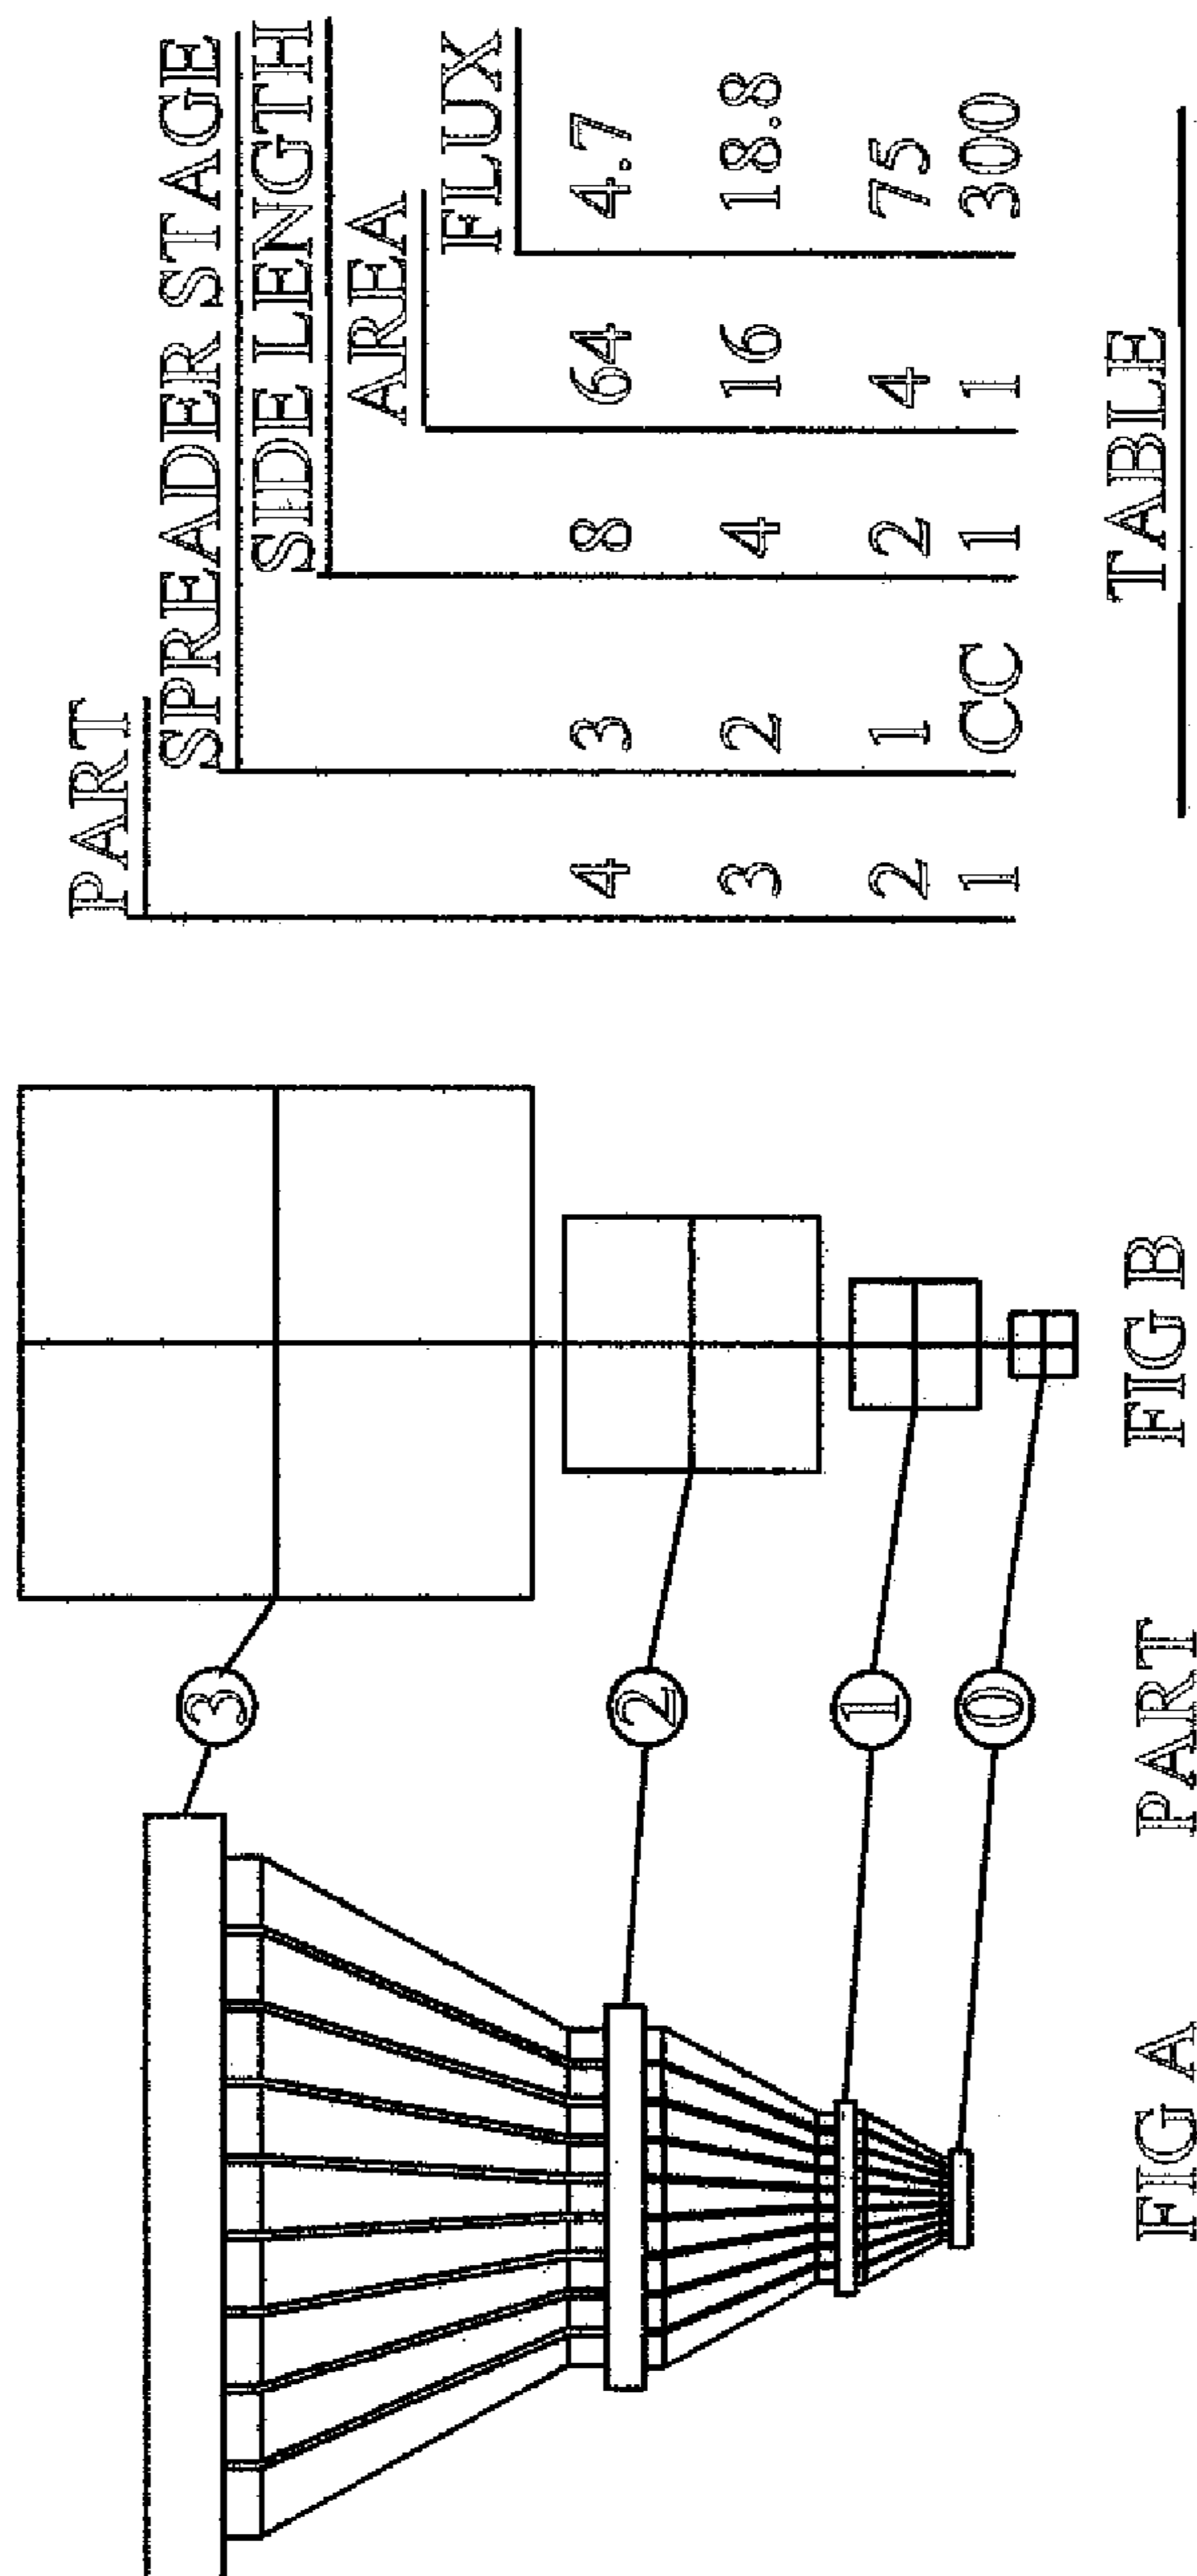 3
2
1
0
FIG A PART FIG B
PART
SPREADER STAGE
SIDE LENGTH
AREA
FLUX
4 3 8 64 4.7
3 2 4 16 18.8
2 1 2 4 75
1 CC 1 1 300
TABLE